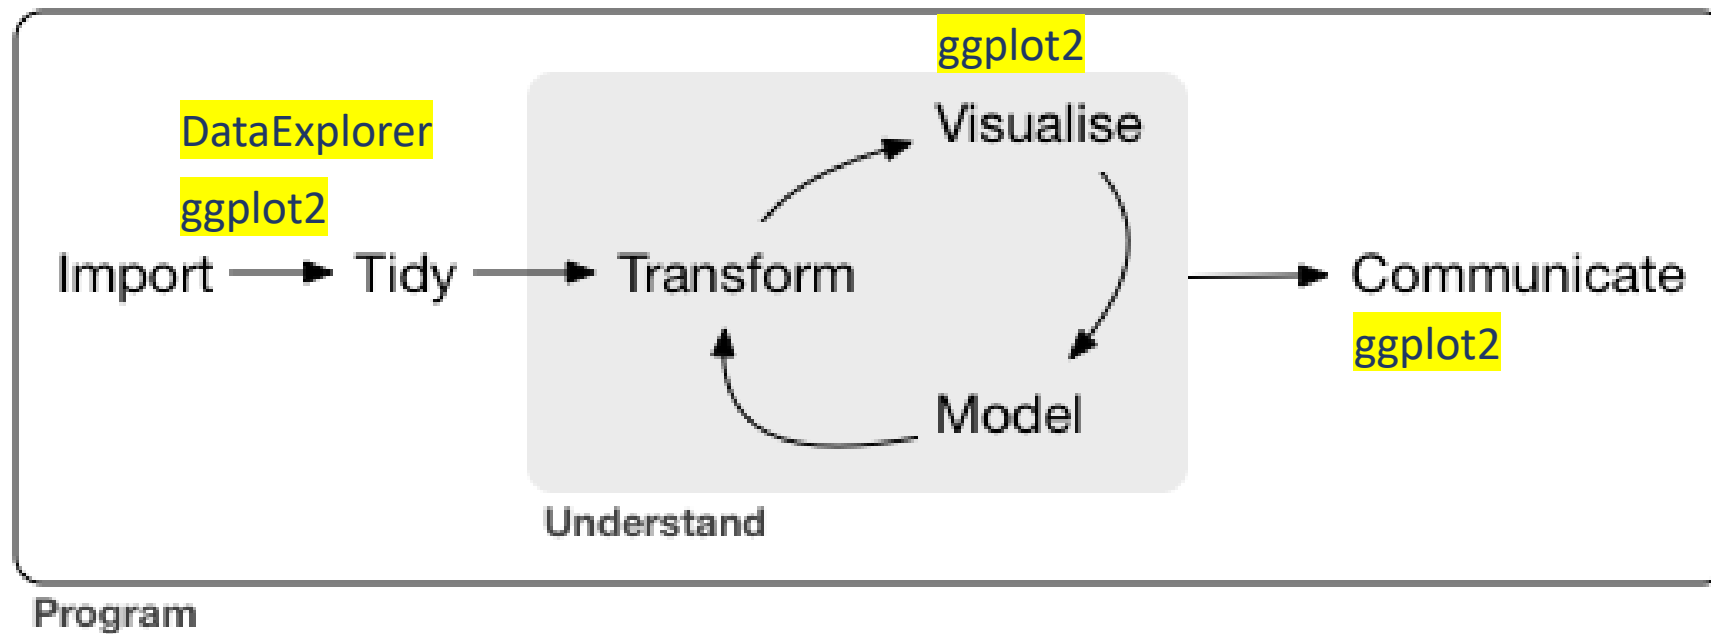 ggplot2
DataExplorer
Visualise
ggplot2
Import
Tidy
Transform
Communicate
ggplot2
Model
Understand
Program